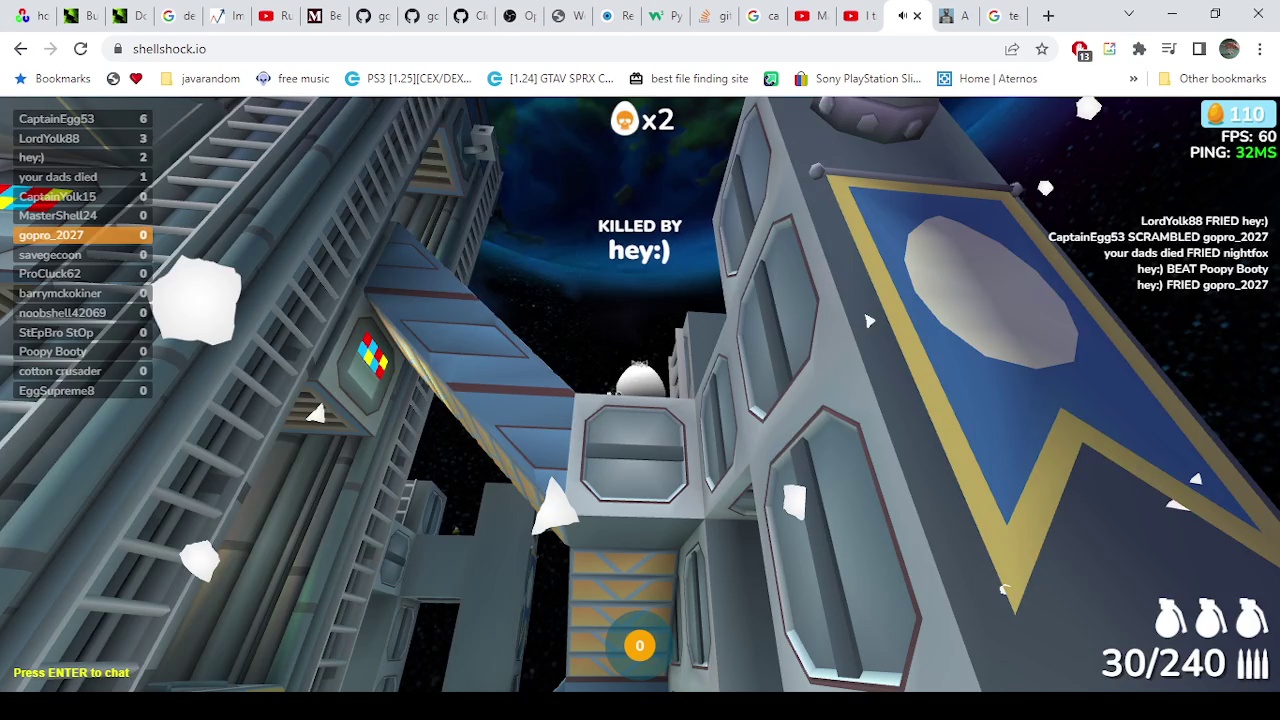 hc
Bu
Dc
de
Im
Ru
Be
gc
gc
Cli
Op
W
Re
Py
git
ca
M
I t
A
te
shellshock.io
13
Bookmarks
javarandom
free music
PS3 [1.25](CEX/DEX...
[1.24] GTAV SPRX C...
best file finding site
Sony PlayStation Sli...
Home | Aternos
»
Other bookmarks
CaptainEgg53 6
LordYolk88 3
hey:) 2
your dads died 1
CaptainYolk15 0
MasterShell24 0
gopro_2027 0
savegecoon 0
ProCluck62 0
barrymckokiner 0
noobshell42069 0
StEpBro StOp 0
Poopy Booty 0
cotton crusader 0
EggSupreme8 0
x2
KILLED BY
hey:)
110
FPS: 60
PING: 32MS
LordYolk88 FRIED hey:)
CaptainEgg53 SCRAMBLED gopro_2027
your dads died FRIED nightfox
hey:) BEAT Poopy Booty
hey:) FRIED gopro_2027
0
30/240
Press ENTER to chat